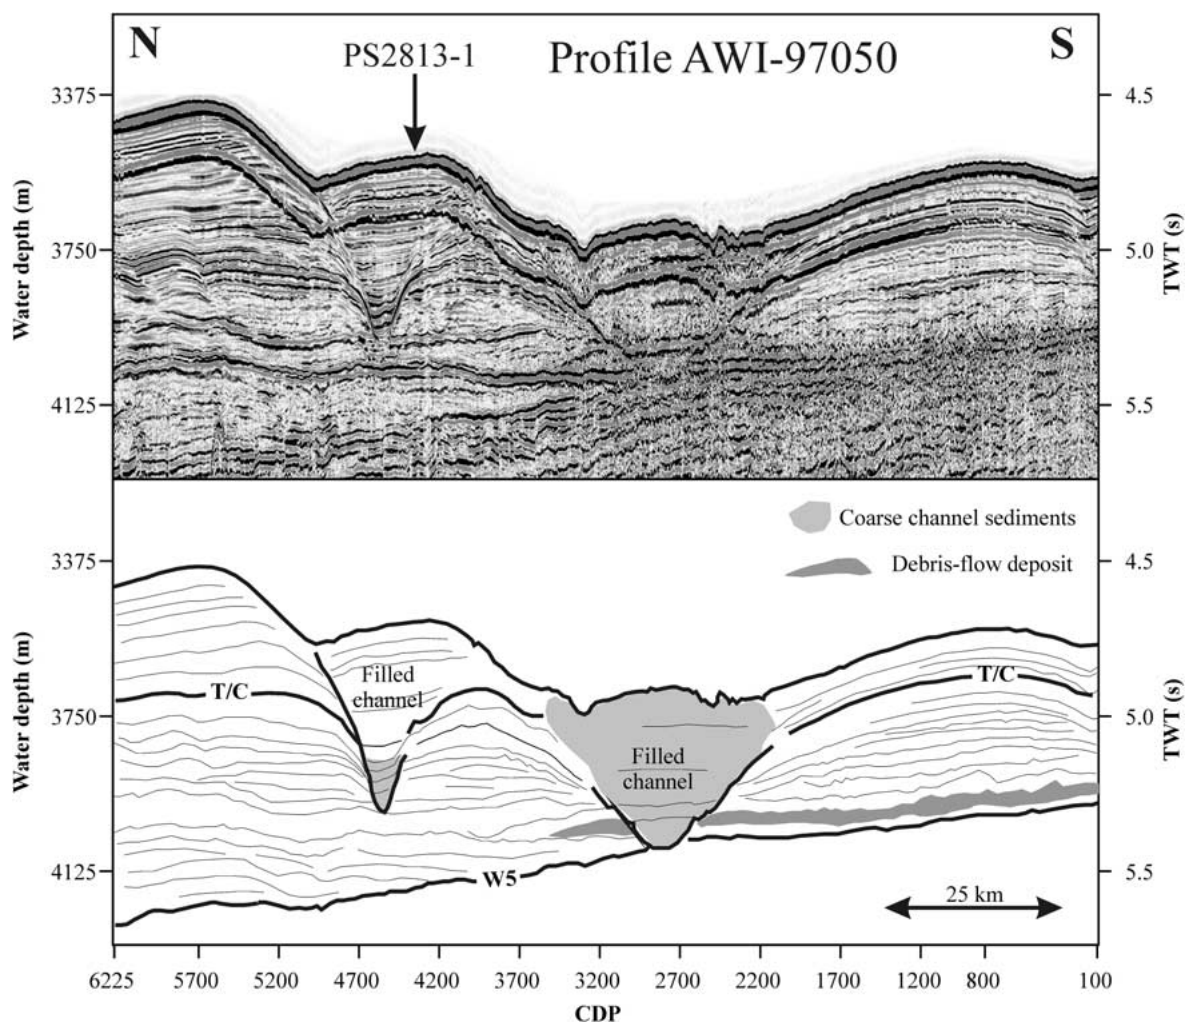 N
PS2813-1
Profile AWI-97050
S
3375
3750
4125
Water depth (m)
4.5
5.0
5.5
TWT (s)
Coarse channel sediments
Debris-flow deposit
3375
3750
4125
Water depth (m)
4.5
5.0
5.5
TWT (s)
T/C
Filled
channel
T/C
Filled
channel
W5
25 km
6225 5700 5200 4700 4200 3700 3200 2700 2200 1700 1200 800 100
CDP